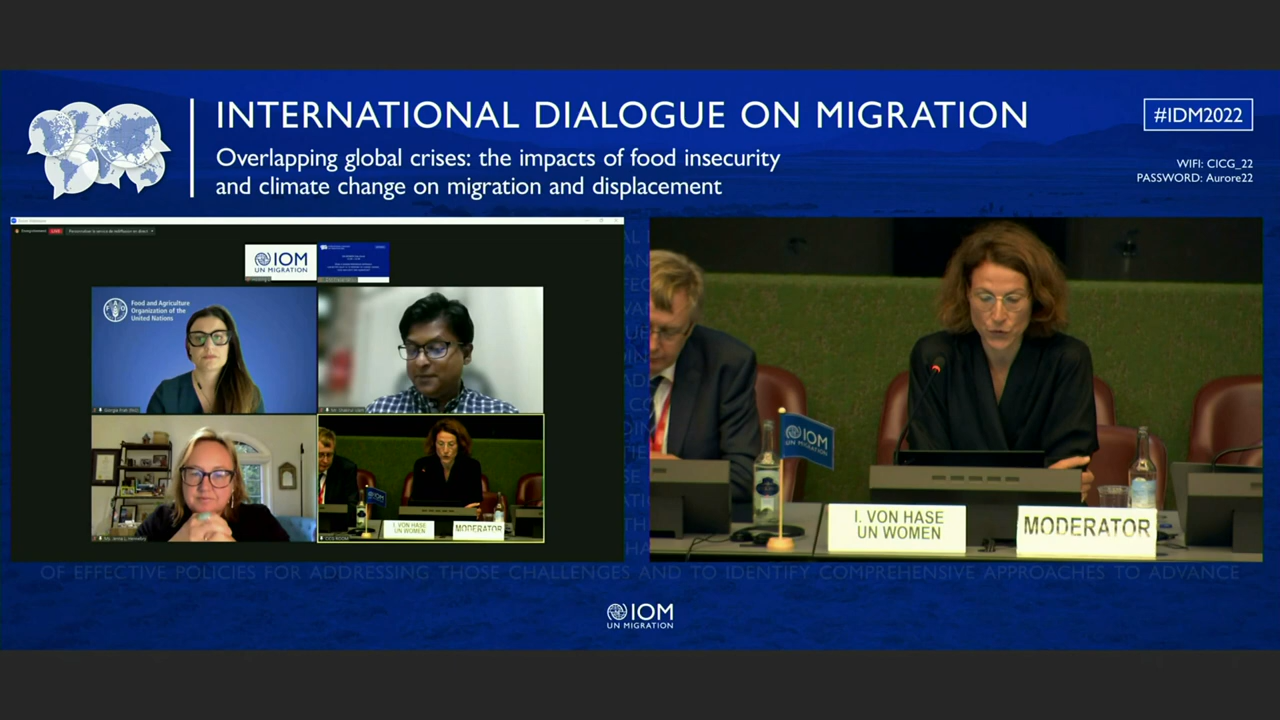 INTERNATIONAL DIALOGUE ON MIGRATION
#IDM2022
Overlapping global crises: the impacts of food insecurity
and climate change on migration and displacement
WIFI: CICG_22
PASSWORD: Aurore22
IOM
UN MIGRATION
Food and Agriculture
Organization of the
United Nations
I. VON HASE
UN WOMEN
MODERATOR
IOM
UN MIGRATION
I. VON HASE
UN WOMEN
MODERATOR
OF EFFECTIVE POLICIES FOR ADDRESSING THOSE CHALLENGES AND TO IDENTIFY COMPREHENSIVE APPROACHES TO ADVANCE
IOM
UN MIGRATION